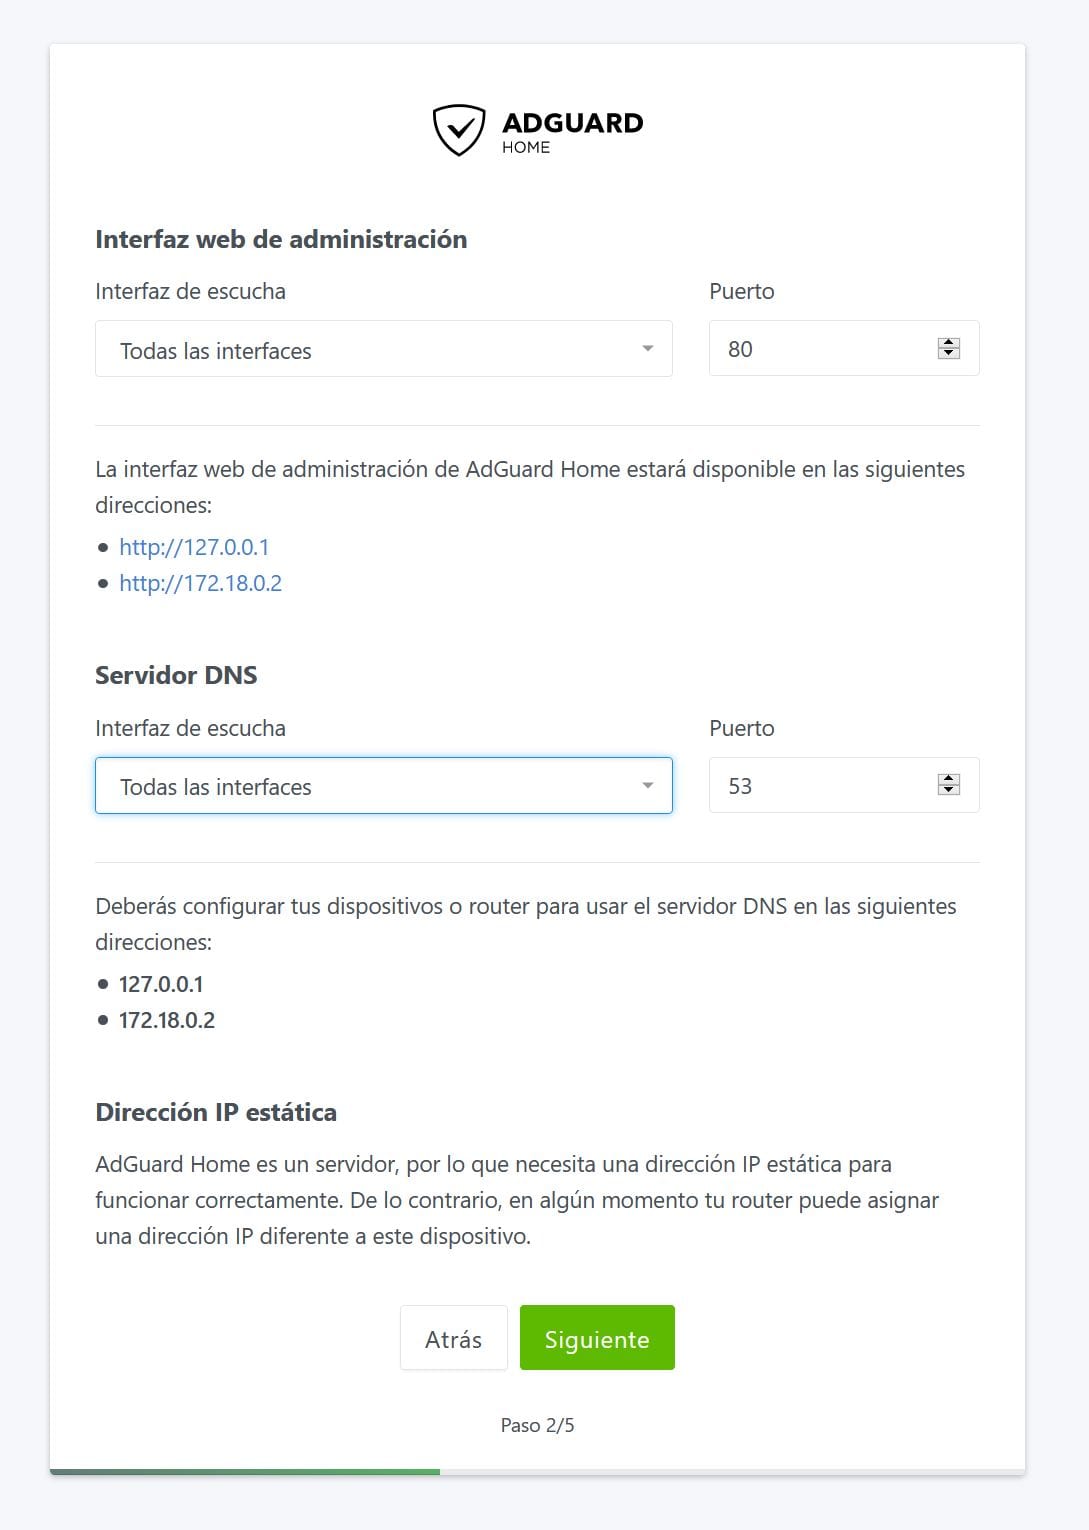 ADGUARD
HOME
Interfaz web de administración
Interfaz de escucha
Puerto
Todas las interfaces
80
La interfaz web de administración de AdGuard Home estará disponible en las siguientes
direcciones:
http://127.0.0.1
http://172.18.0.2
Servidor DNS
Interfaz de escucha
Puerto
Todas las interfaces
53
Deberás configurar tus dispositivos o router para usar el servidor DNS en las siguientes
direcciones:
127.0.0.1
172.18.0.2
Dirección IP estática
AdGuard Home es un servidor, por lo que necesita una dirección IP estática para
funcionar correctamente. De lo contrario, en algún momento tu router puede asignar
una dirección IP diferente a este dispositivo.
Atrás
Siguiente
Paso 2/5